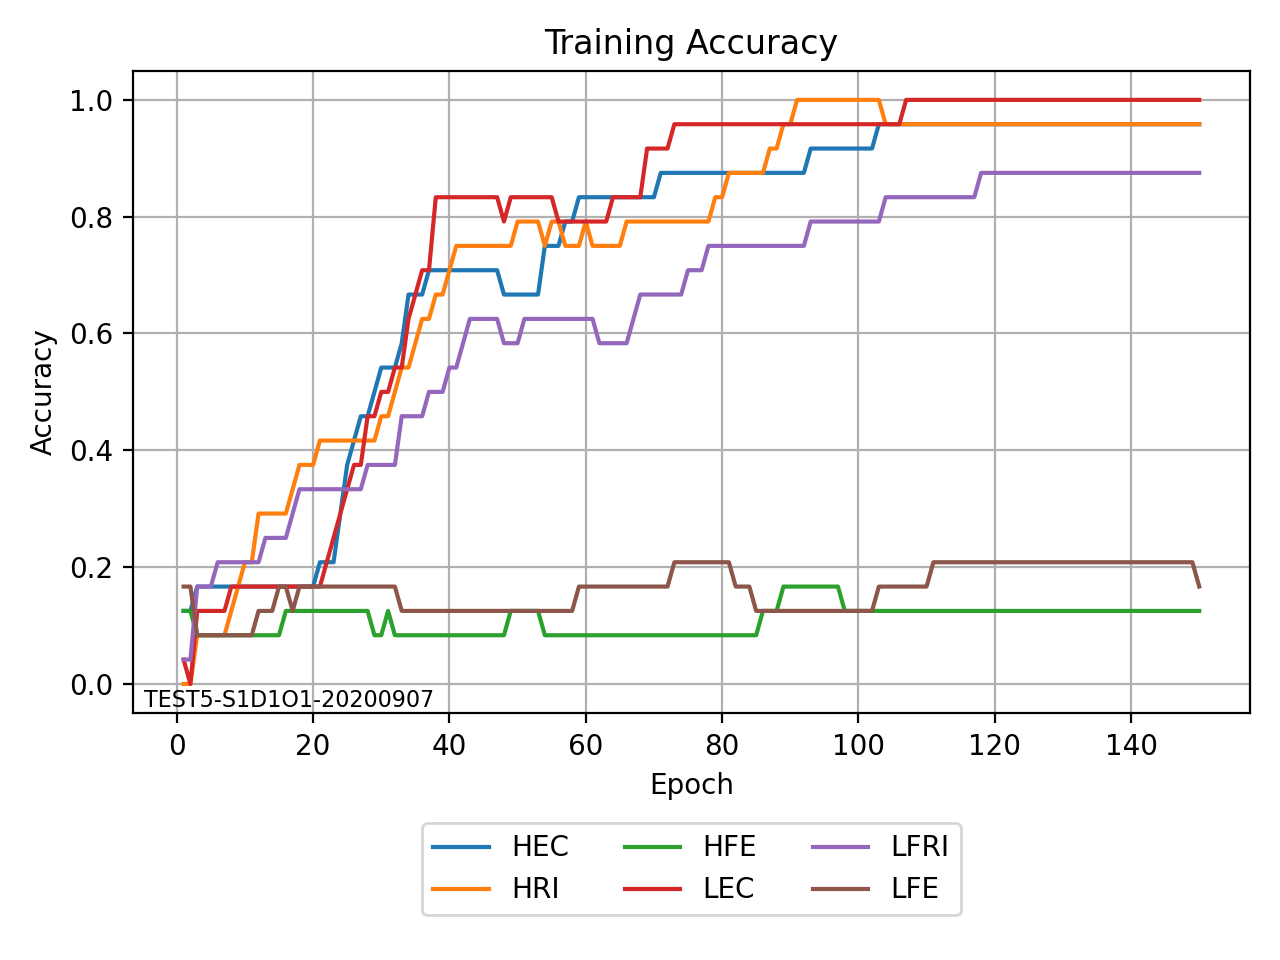 Training Accuracy
1.0
0.8
0.6
0.4
0.2
0.0
Accuracy
TEST5-S1D1O1-20200907
0 20 40 60 80 100 120 140
Epoch
HEC HFE LFRI
HRI LEC LFE